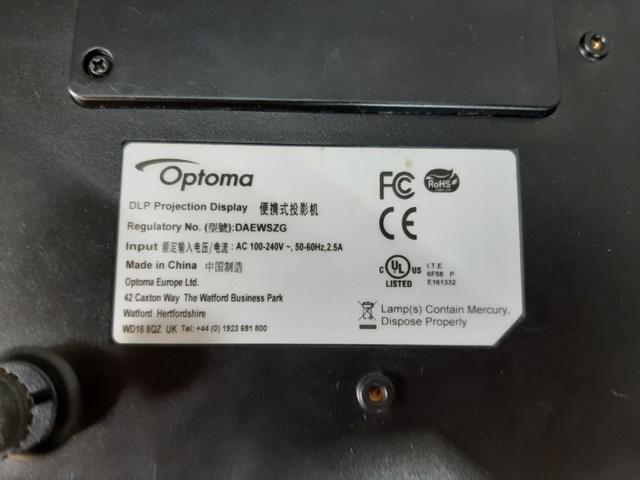 Optoma
DLP Projection Display 便携式投影机
Regulatory No. (型號):DAEWSZG
Input 额定输入电压/电流: AC 100-240V ~, 50-60Hz,2.5A
Made in China 中国制造
Optoma Europe Ltd.
42 Caxton Way The Watford Business Park
Watford Hertfordshire
WD18 8QZ UK Tel: +44 (0) 1923 691 800
FC RoHS
CE
c UL us
LISTED
I.T.E.
6F58 P
E161332
Lamp(s) Contain Mercury,
Dispose Properly